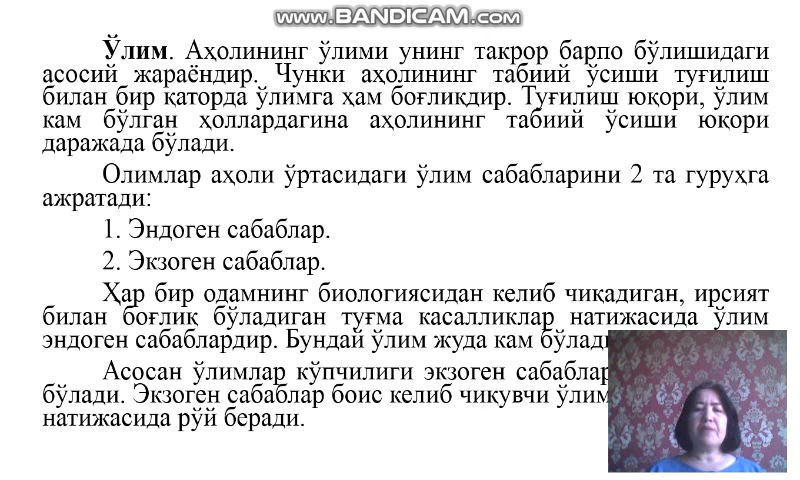 www.BANDICAM.com
Ўлим. Аҳолининг ўлими унинг такрор барпо бўлишидаги
асосий жараёндир. Чунки аҳолининг табиий ўсиши туғилиш
билан бир қаторда ўлимга ҳам боғлиқдир. Туғилиш юқори, ўлим
кам бўлган ҳоллардагина аҳолининг табиий ўсиши юқори
даражада бўлади.
Олимлар аҳоли ўртасидаги ўлим сабабларини 2 та гуруҳга
ажратади:
1. Эндоген сабаблар.
2. Экзоген сабаблар.
Ҳар бир одамнинг биологиясидан келиб чиқадиган, ирсият
билан боғлиқ бўладиган туғма касалликлар натижасида ўлим
эндоген сабаблардир. Бундай ўлим жуда кам бўлади
Асосан ўлимлар кўпчилиги экзоген сабаблар
бўлади. Экзоген сабаблар боис келиб чикувчи ўлим
натижасида рўй беради.